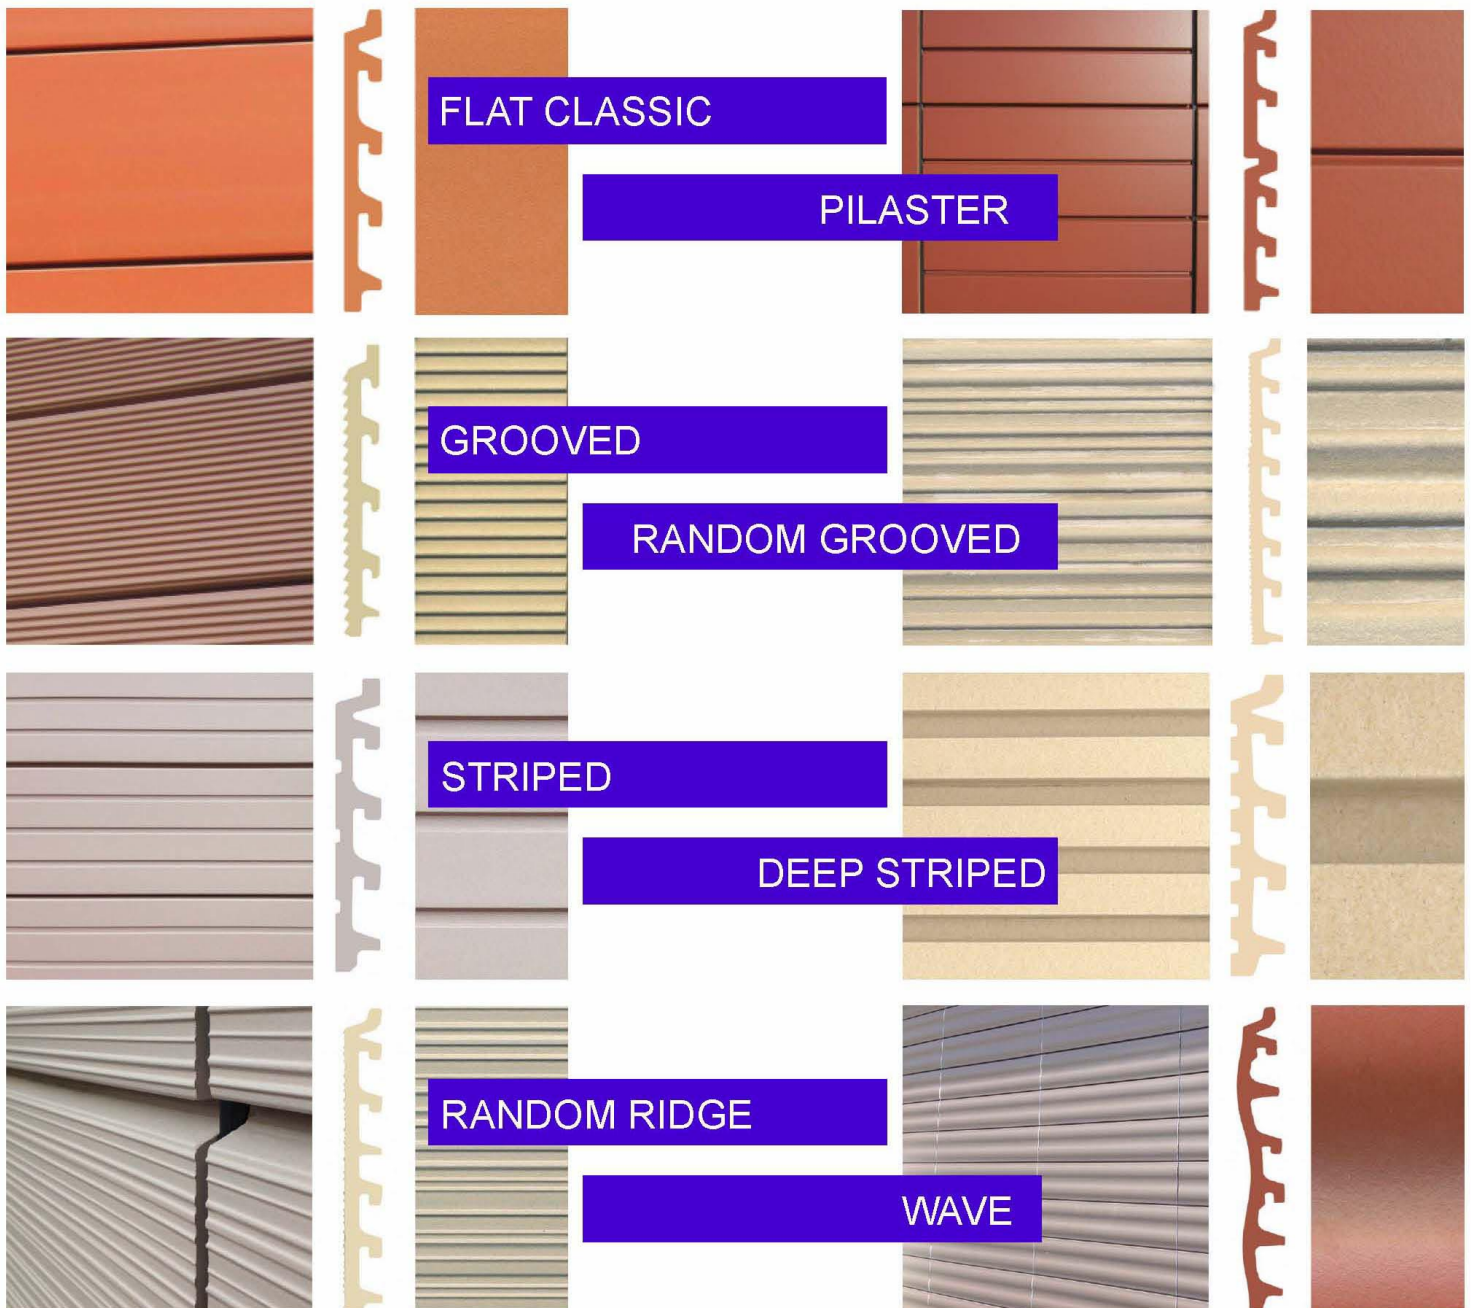 FLAT CLASSIC
PILASTER
GROOVED
RANDOM GROOVED
STRIPED
DEEP STRIPED
RANDOM RIDGE
WAVE